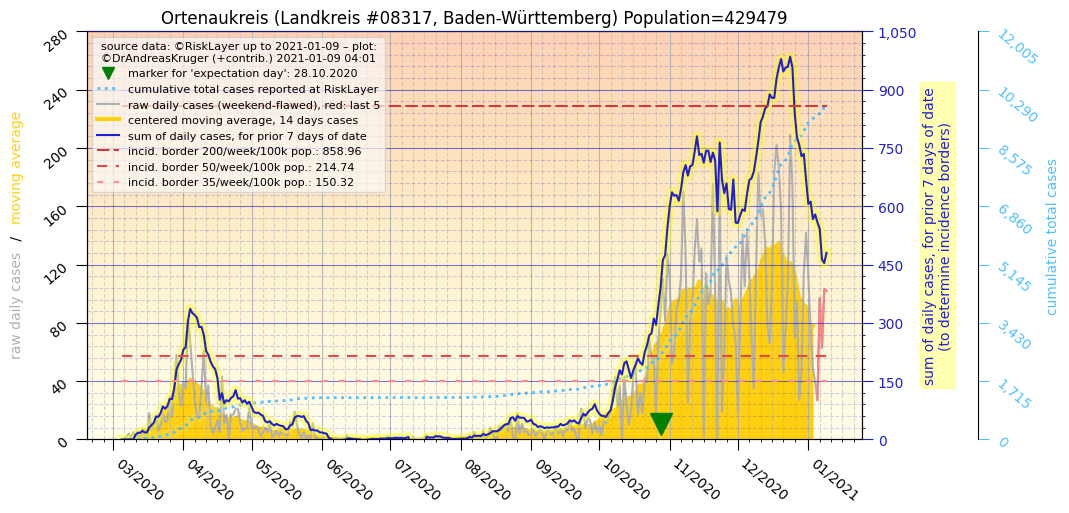 Ortenaukreis (Landkreis #08317, Baden-Württemberg) Population=429479
source data: ©RiskLayer up to 2021-01-09 – plot:
©DrAndreasKruger (+contrib.) 2021-01-09 04:01
marker for 'expectation day': 28.10.2020
cumulative total cases reported at RiskLayer
raw daily cases (weekend-flawed), red: last 5
centered moving average, 14 days cases
sum of daily cases, for prior 7 days of date
incid. border 200/week/100k pop.: 858.96
incid. border 50/week/100k pop.: 214.74
incid. border 35/week/100k pop.: 150.32
raw daily cases / moving average
280
240
200
160
120
80
40
0
03/2020
04/2020
05/2020
06/2020
07/2020
08/2020
09/2020
10/2020
11/2020
12/2020
01/2021
1,050
900
750
600
450
300
150
0
sum of daily cases, for prior 7 days of date
(to determine incidence borders)
12,005
10,290
8,575
6,860
5,145
3,430
1,715
0
cumulative total cases